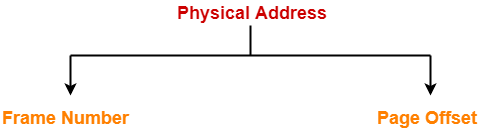 Physical Address
Frame Number
Page Offset